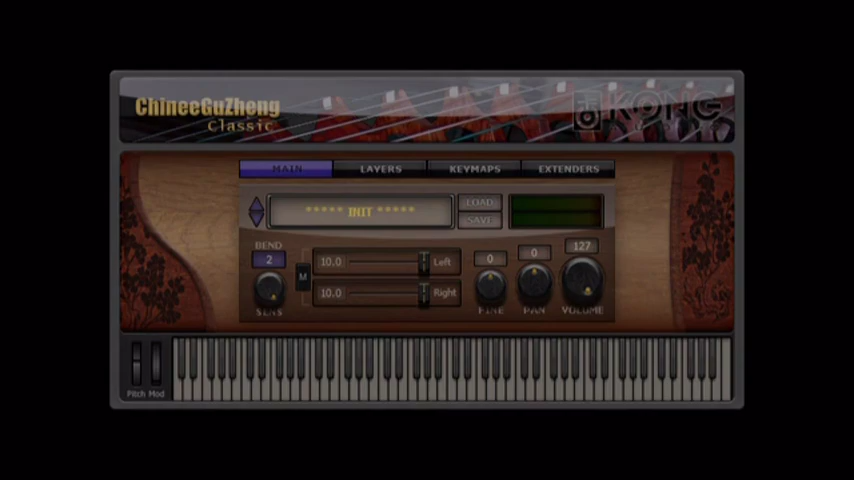 ChineeGuZheng
Classic
KONG
MAIN
LAYERS
KEYMAPS
EXTENDERS
***** INIT *****
LOAD
SAVE
BEND
2
SENS
M
10.0
Left
10.0
Right
0
FINE
0
PAN
127
VOLUME
Pitch Mod